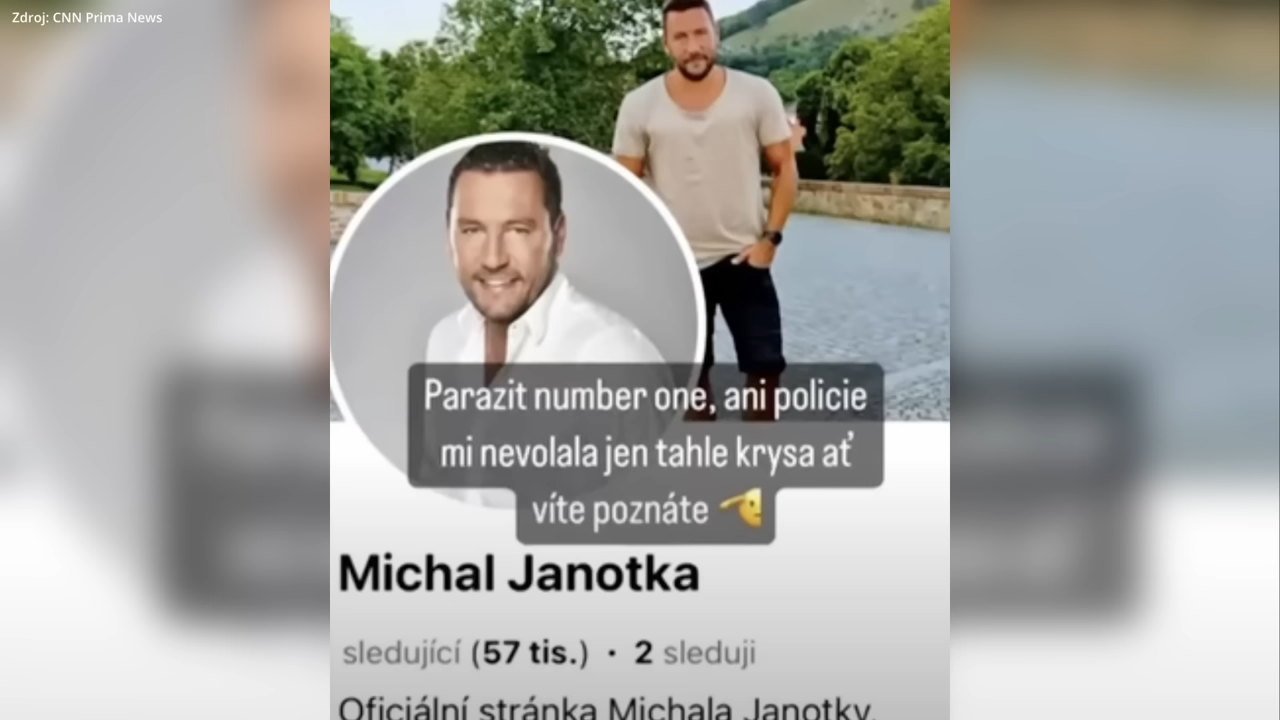 Zdroj: CNN Prima News
Parazit number one, ani policie
mi nevolala jen tahle krysa ať
víte poznáte
Michal Janotka
sledující (57 tis.) · 2 sleduji
Oficiální stránka Michala Janotky.